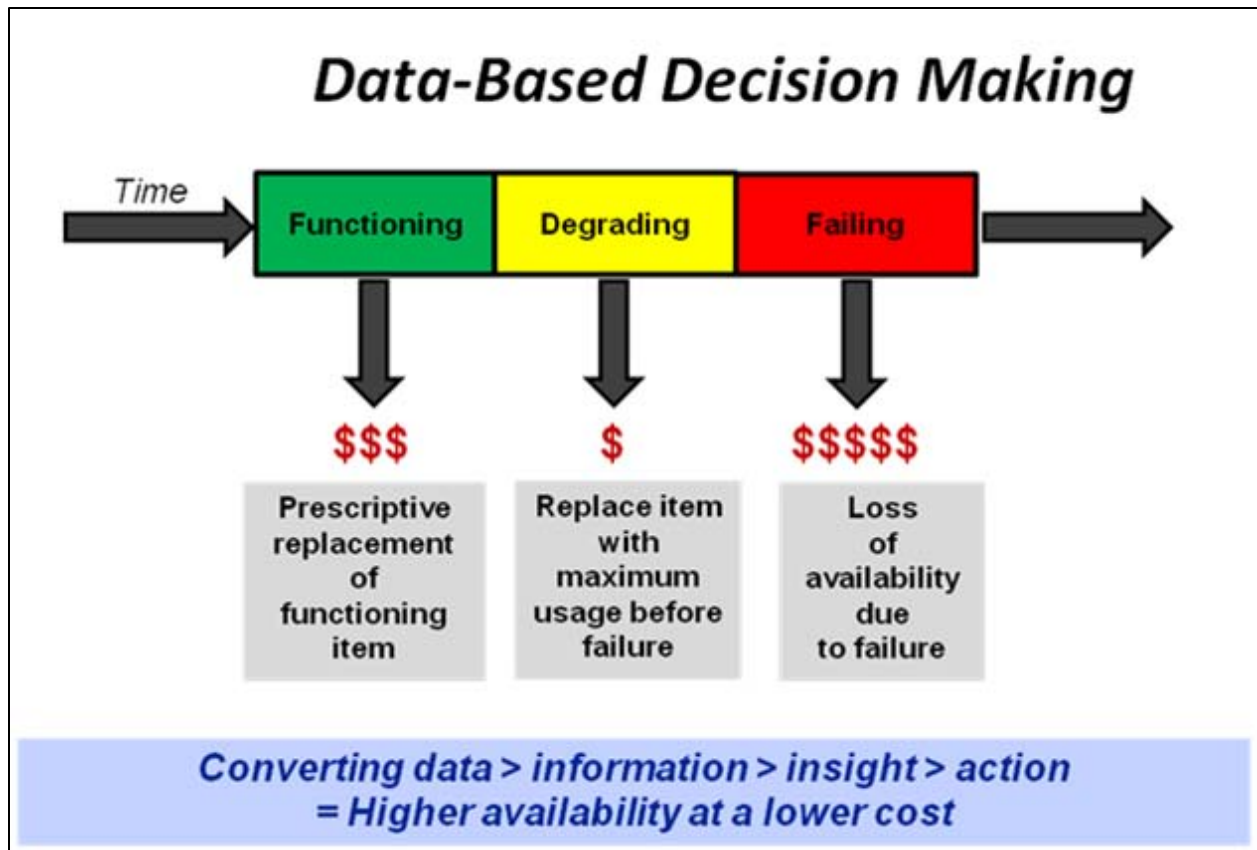 Data-Based Decision Making
Time
Functioning
Degrading
Failing
$$$
$
$$$$$
Prescriptive
replacement
of
functioning
item
Replace item
with
maximum
usage before
failure
Loss
of
availability
due
to failure
Converting data > information > insight > action
= Higher availability at a lower cost